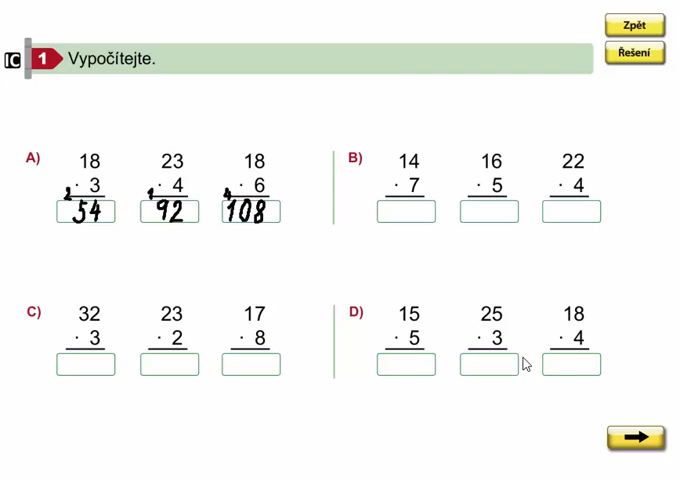 Zpět
IC 1 Vypočítejte.
Řešení
A) 18 23 18
· 3 · 4 · 6
2 54 1 92 4 108
B) 14 16 22
· 7 · 5 · 4
C) 32 23 17
· 3 · 2 · 8
D) 15 25 18
· 5 · 3 · 4